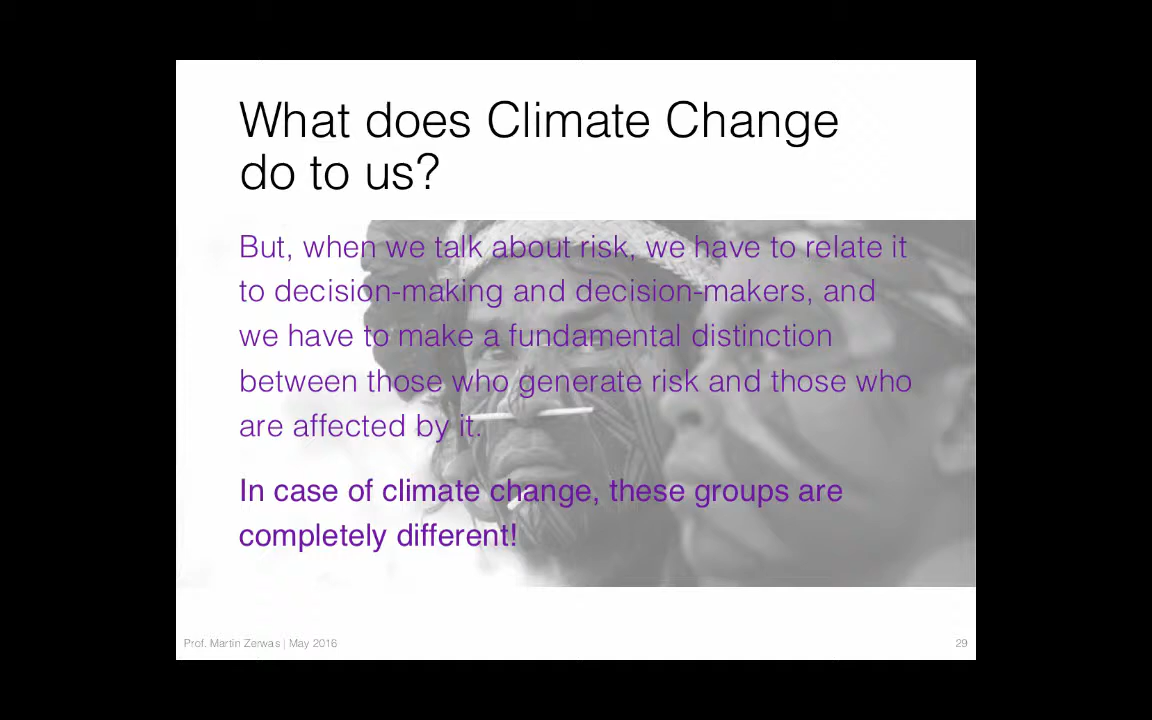 What does Climate Change
do to us?
But, when we talk about risk, we have to relate it
to decision-making and decision-makers, and
we have to make a fundamental distinction
between those who generate risk and those who
are affected by it.
In case of climate change, these groups are
completely different!
Prof. Martin Zerwas | May 2016
29